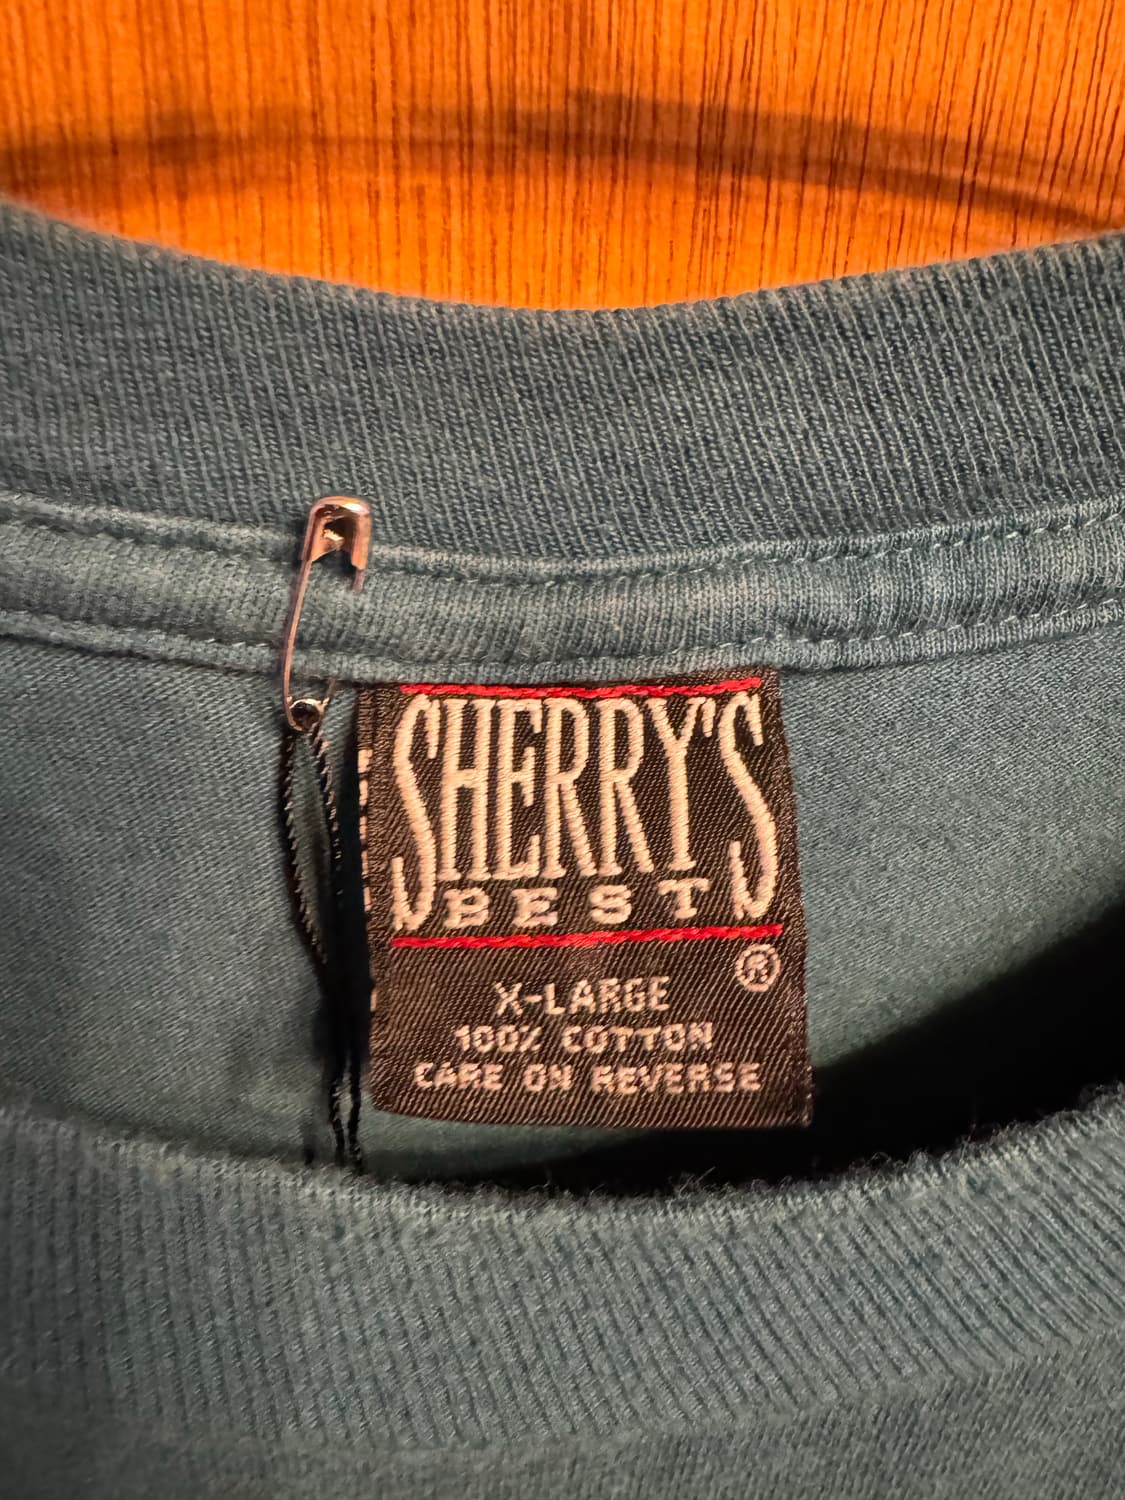 SHERRY'S
BEST
®
X-LARGE
100% COTTON
CARE ON REVERSE